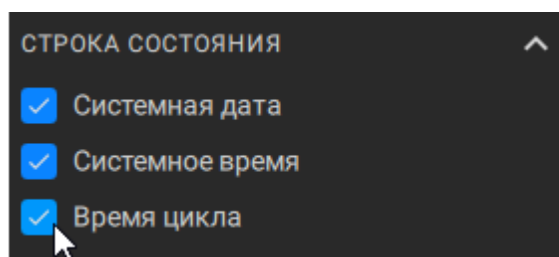 СТРОКА СОСТОЯНИЯ
Системная дата
Системное время
Время цикла